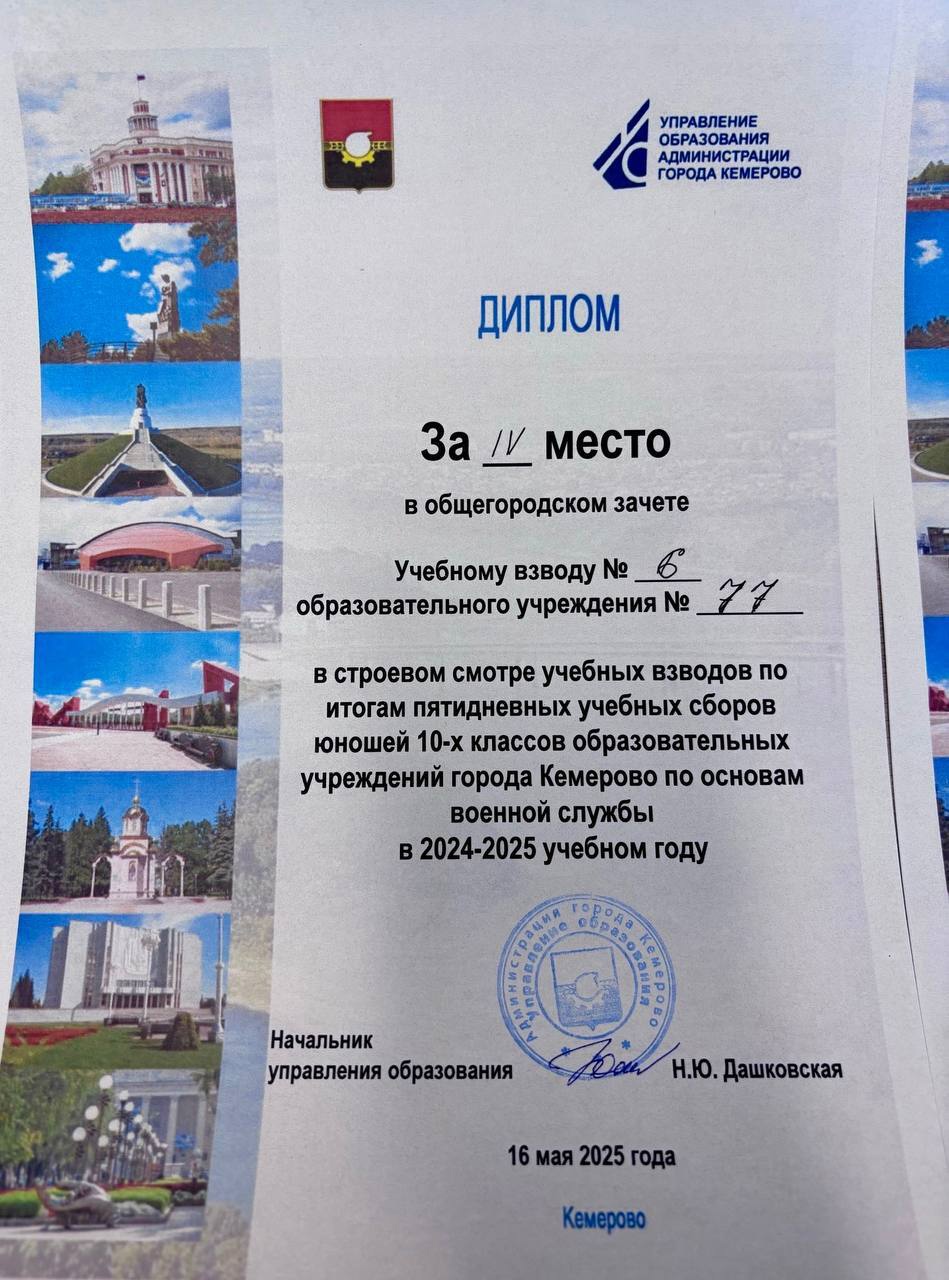 УПРАВЛЕНИЕ
ОБРАЗОВАНИЯ
АДМИНИСТРАЦИИ
ГОРОДА КЕМЕРОВО
ДИПЛОМ
За IV место
в общегородском зачете
Учебному взводу № 6
образовательного учреждения № 77
в строевом смотре учебных взводов по
итогам пятидневных учебных сборов
юношей 10-х классов образовательных
учреждений города Кемерово по основам
военной службы
в 2024-2025 учебном году
Администрация города Кемерово
Управление образования
Начальник
управления образования Н.Ю. Дашковская
16 мая 2025 года
Кемерово